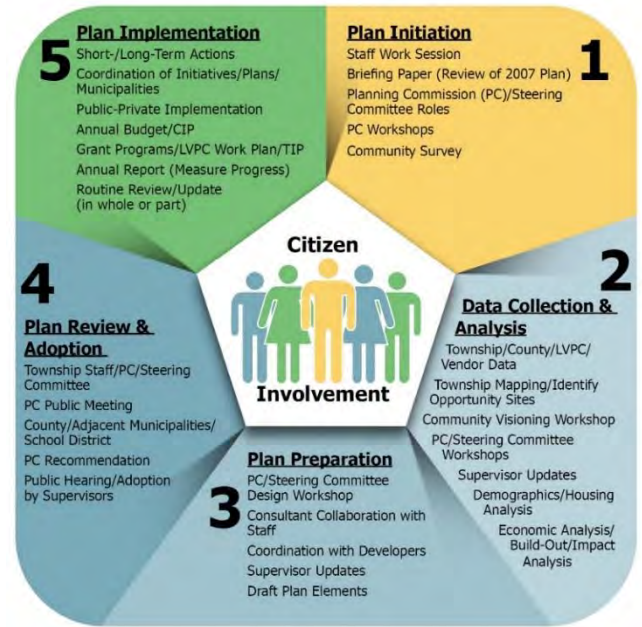 5
Plan Implementation
Short-/Long-Term Actions
Coordination of Initiatives/Plans/
Municipalities
Public-Private Implementation
Annual Budget/CIP
Grant Programs/LVPC Work Plan/TIP
Annual Report (Measure Progress)
Routine Review/Update
(in whole or part)
Plan Initiation
1
Staff Work Session
Briefing Paper (Review of 2007 Plan)
Planning Commission (PC)/Steering
Committee Roles
PC Workshops
Community Survey
Citizen
Involvement
2
Data Collection &
Analysis
Township/County/LVPC/
Vendor Data
Township Mapping/Identify
Opportunity Sites
Community Visioning Workshop
PC/Steering Committee
Workshops
Supervisor Updates
Demographics/Housing
Analysis
Economic Analysis/
Build-Out/Impact
Analysis
4
Plan Review &
Adoption
Township Staff/PC/Steering
Committee
PC Public Meeting
County/Adjacent Municipalities/
School District
PC Recommendation
Public Hearing/Adoption
by Supervisors
3
Plan Preparation
PC/Steering Committee
Design Workshop
Consultant Collaboration with
Staff
Coordination with Developers
Supervisor Updates
Draft Plan Elements